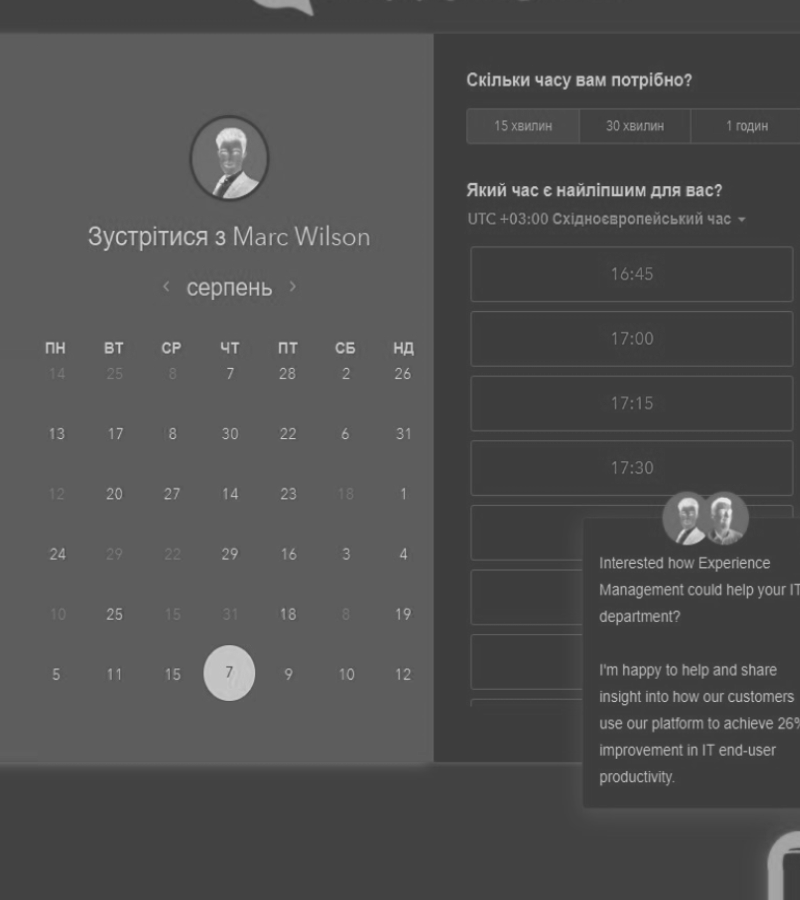 Зустрітися з Marc Wilson
серпень
ПН ВТ СР ЧТ ПТ СБ НД
14 25 8 7 28 2 26
13 17 8 30 22 6 31
12 20 27 14 23 18 1
24 29 22 29 16 3 4
10 25 15 31 18 8 19
5 11 15 7 9 10 12
Скільки часу вам потрібно?
15 хвилин 30 хвилин 1 годин
Який час є найліпшим для вас?
UTC +03:00 Східноєвропейський час
16:45
17:00
17:15
17:30
Interested how Experience
Management could help your IT
department?
I'm happy to help and share
insight into how our customers
use our platform to achieve 26%
improvement in IT end-user
productivity.